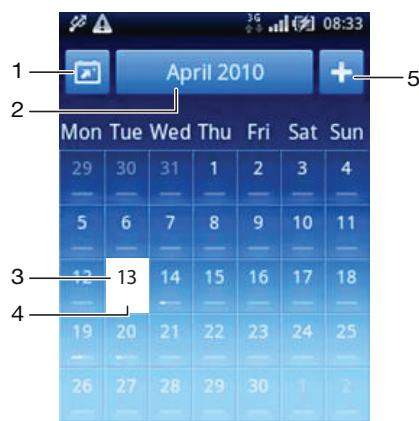 3G 08:33
1 April 2010 5
2
Mon Tue Wed Thu Fri Sat Sun
29 30 31 1 2 3 4
5 6 7 8 9 10 11
3 12 13 14 15 16 17 18
4
19 20 21 22 23 24 25
26 27 28 29 30 1 2